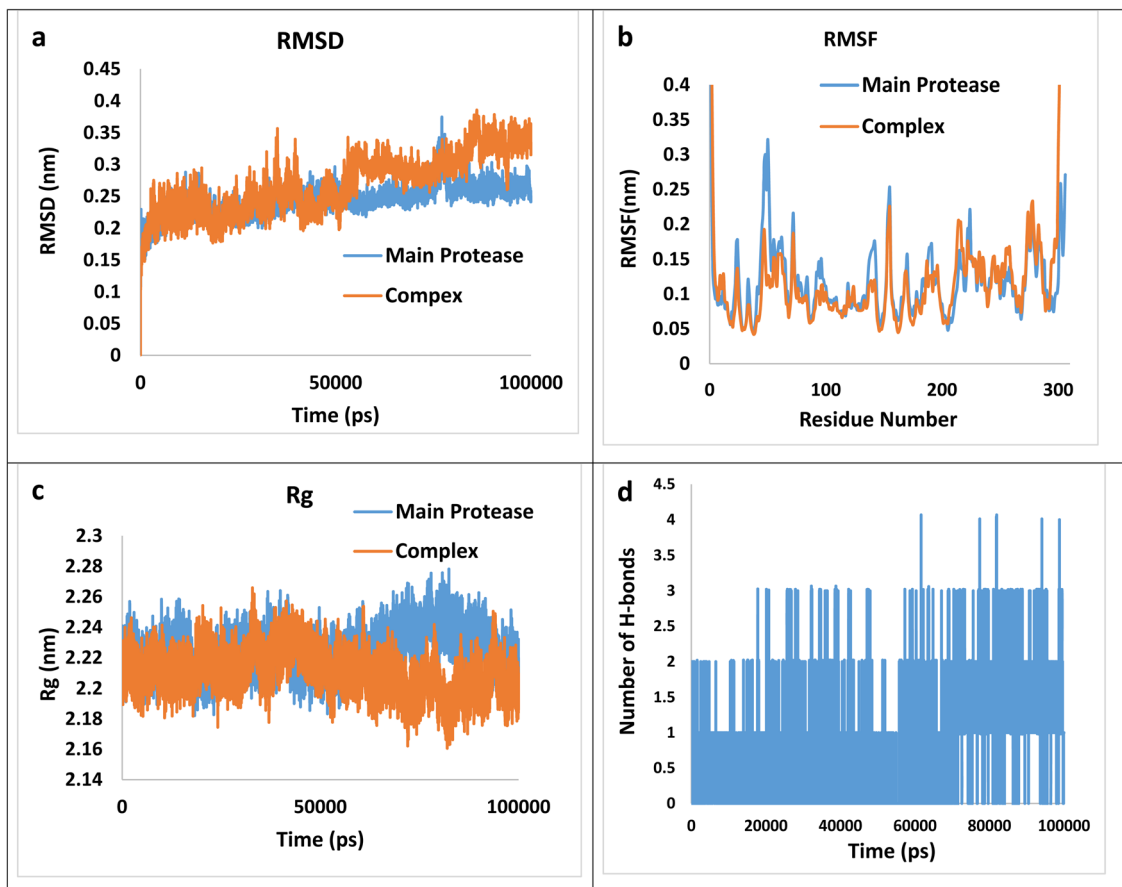 a
RMSD
0.45
0.4
0.35
0.3
0.25
0.2
0.15
0.1
0.05
0
RMSD (nm)
Main Protease
Compex
0 50000 100000
Time (ps)
b
RMSF
0.4
0.35
0.3
0.25
0.2
0.15
0.1
0.05
0
RMSF(nm)
Main Protease
Complex
0 100 200 300
Residue Number
c
Rg
Main Protease
Complex
2.3
2.28
2.26
2.24
2.22
2.2
2.18
2.16
2.14
Rg (nm)
0 50000 100000
Time (ps)
d
4.5
4
3.5
3
2.5
2
1.5
1
0.5
0
Number of H-bonds
0 20000 40000 60000 80000 100000
Time (ps)